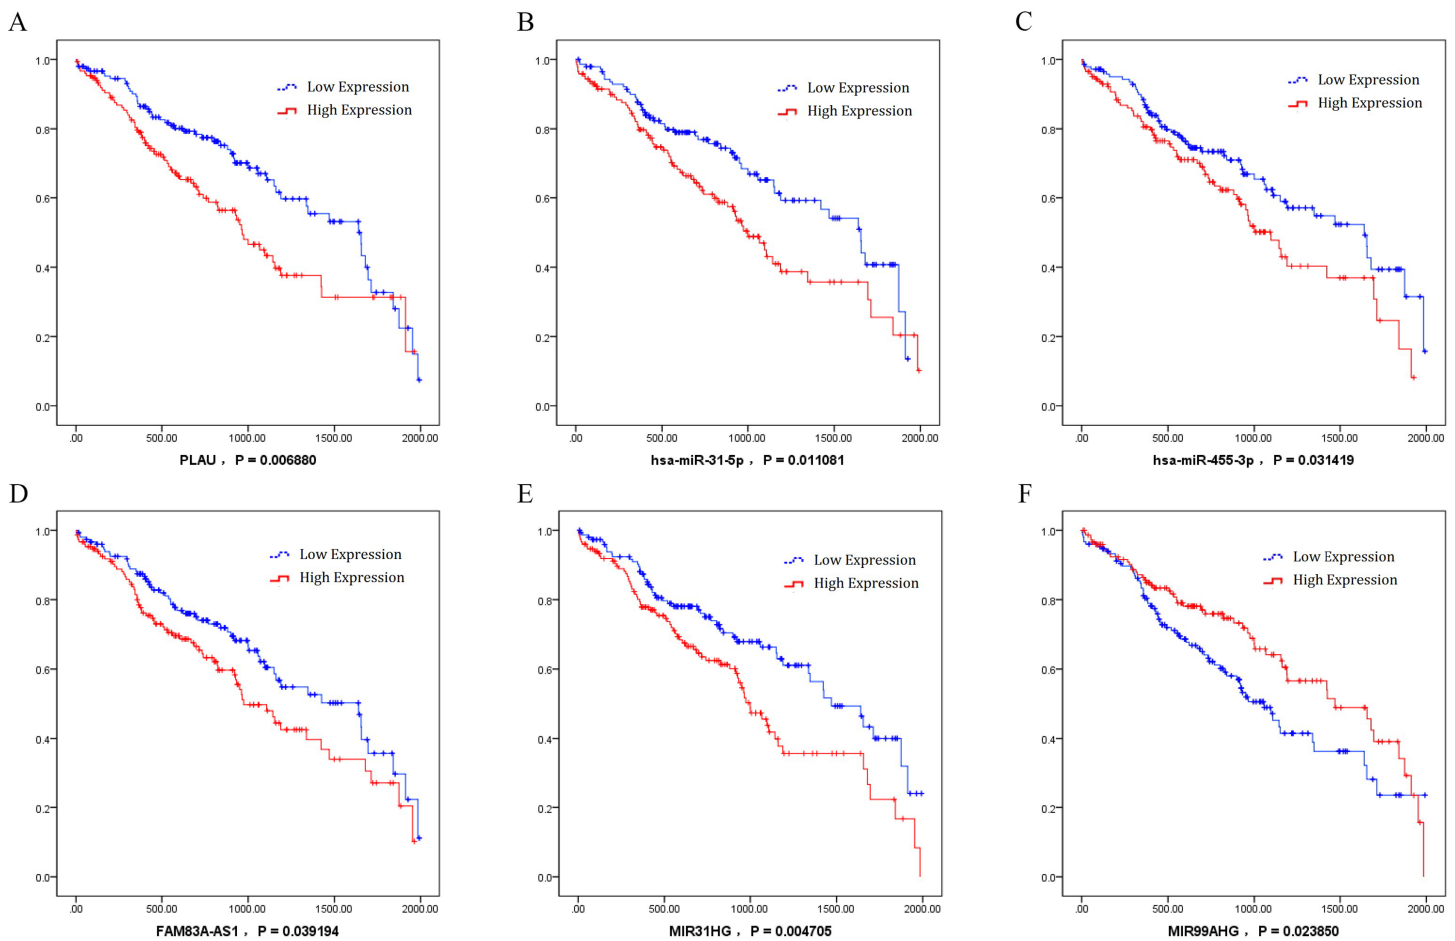 A
1.0
0.8
0.6
0.4
0.2
0.0
Low Expression
High Expression
.00 500.00 1000.00 1500.00 2000.00
PLAU， P = 0.006880
B
1.0
0.8
0.6
0.4
0.2
0.0
Low Expression
High Expression
.00 500.00 1000.00 1500.00 2000.00
hsa-miR-31-5p， P = 0.011081
C
1.0
0.8
0.6
0.4
0.2
0.0
Low Expression
High Expression
.00 500.00 1000.00 1500.00 2000.00
hsa-miR-455-3p， P = 0.031419
D
1.0
0.8
0.6
0.4
0.2
0.0
Low Expression
High Expression
.00 500.00 1000.00 1500.00 2000.00
FAM83A-AS1， P = 0.039194
E
1.0
0.8
0.6
0.4
0.2
0.0
Low Expression
High Expression
.00 500.00 1000.00 1500.00 2000.00
MIR31HG， P = 0.004705
F
1.0
0.8
0.6
0.4
0.2
0.0
Low Expression
High Expression
.00 500.00 1000.00 1500.00 2000.00
MIR99AHG， P = 0.023850